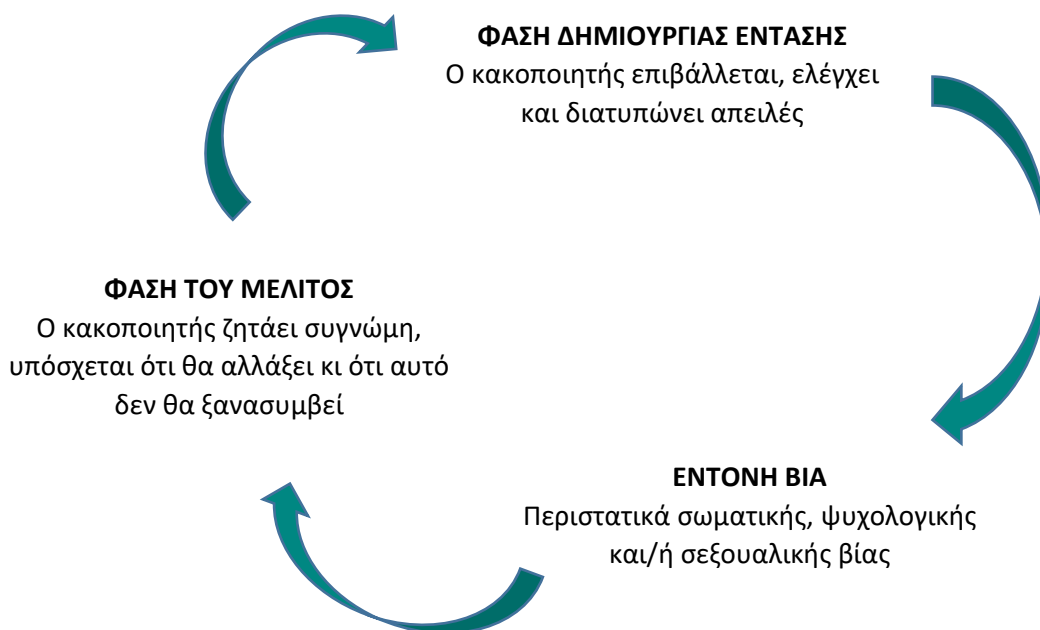 ΦΑΣΗ ΔΗΜΙΟΥΡΓΙΑΣ ΕΝΤΑΣΗΣ
Ο κακοποιητής επιβάλλεται, ελέγχει
και διατυπώνει απειλές
ΕΝΤΟΝΗ ΒΙΑ
Περιστατικά σωματικής, ψυχολογικής
και/ή σεξουαλικής βίας
ΦΑΣΗ ΤΟΥ ΜΕΛΙΤΟΣ
Ο κακοποιητής ζητάει συγνώμη,
υπόσχεται ότι θα αλλάξει κι ότι αυτό
δεν θα ξανασυμβεί